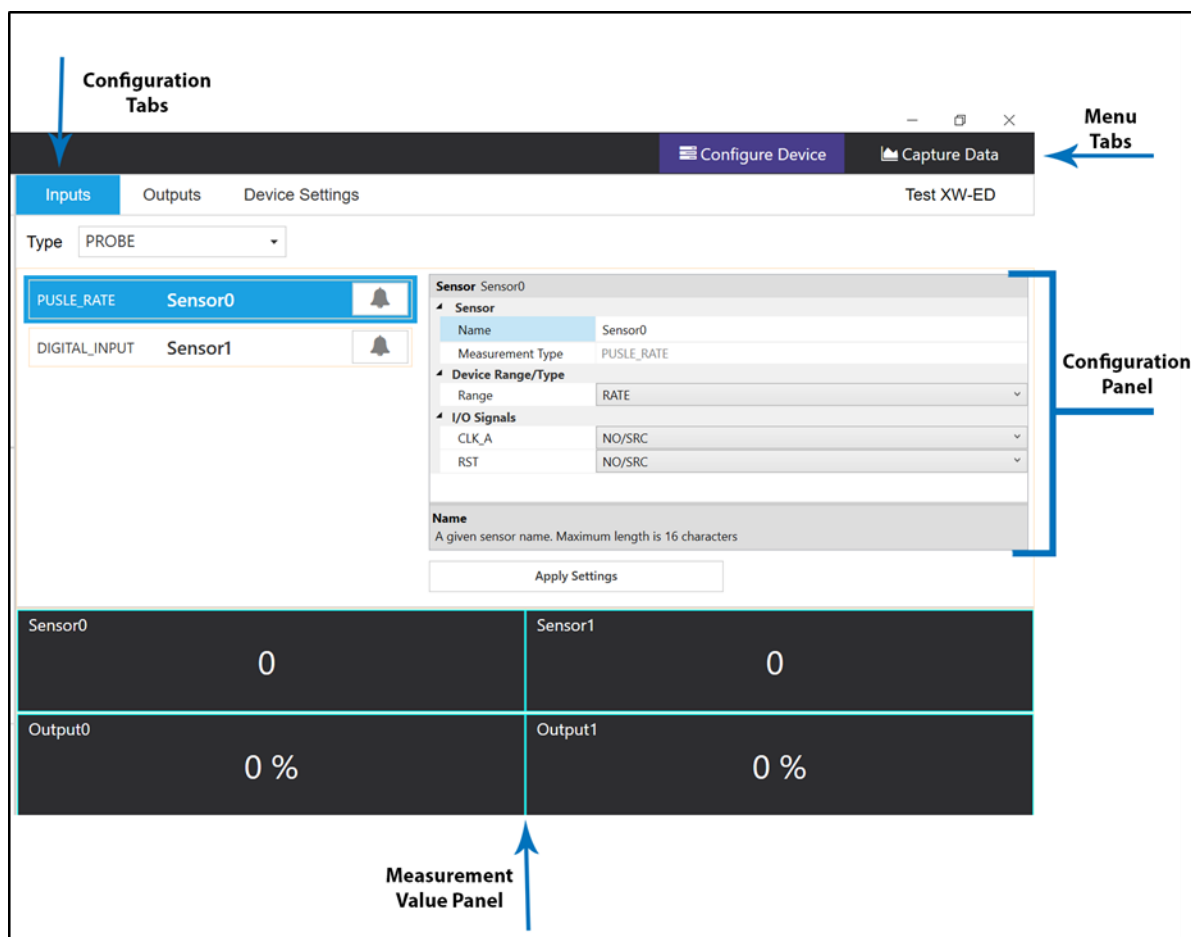 Configuration
Tabs
Menu
Tabs
Configure Device
Capture Data
Inputs
Outputs
Device Settings
Test XW-ED
Type
PROBE
PUSLE_RATE
Sensor0
DIGITAL_INPUT
Sensor1
Sensor Sensor0
Sensor
Name
Sensor0
Measurement Type
PUSLE_RATE
Device Range/Type
Range
RATE
I/O Signals
CLK_A
NO/SRC
RST
NO/SRC
Name
A given sensor name. Maximum length is 16 characters
Apply Settings
Configuration
Panel
Sensor0
0
Sensor1
0
Output0
0 %
Output1
0 %
Measurement
Value Panel